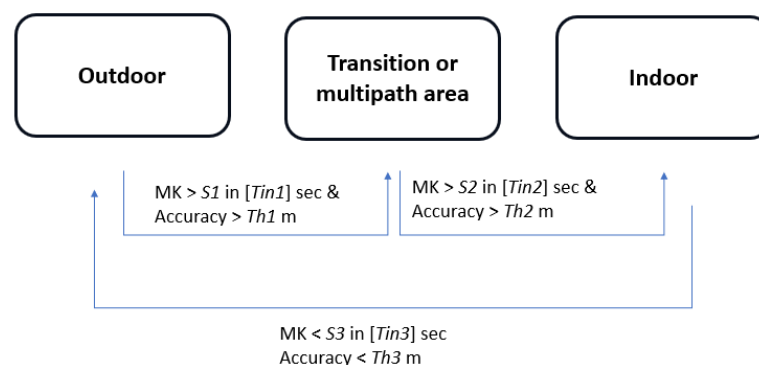 Outdoor
Transition or
multipath area
Indoor
MK > S1 in [Tin1] sec &
Accuracy > Th1 m
MK > S2 in [Tin2] sec &
Accuracy > Th2 m
MK < S3 in [Tin3] sec
Accuracy < Th3 m